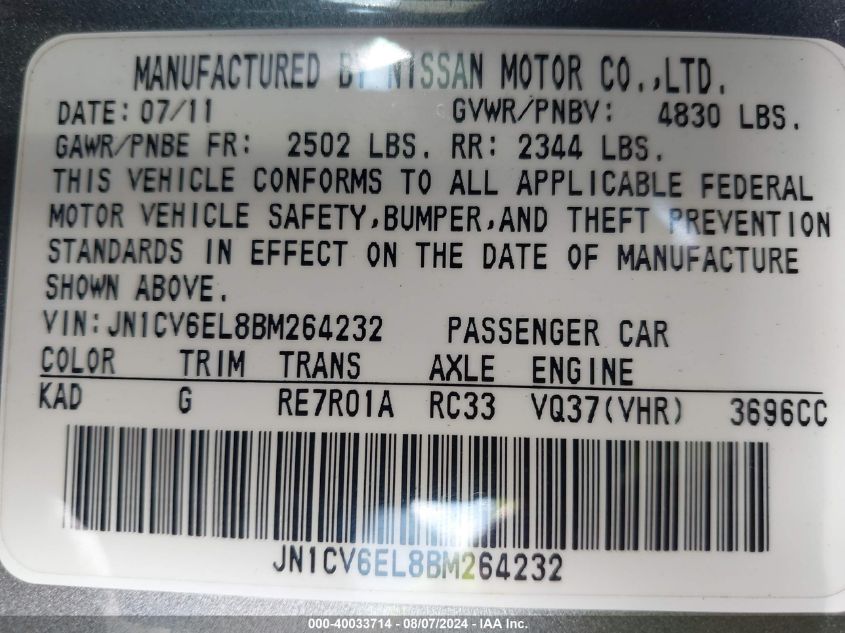 MANUFACTURED BY NISSAN MOTOR CO.,LTD.
DATE: 07/11 GVWR/PNBV: 4830 LBS.
GAWR/PNBE FR: 2502 LBS. RR: 2344 LBS.
THIS VEHICLE CONFORMS TO ALL APPLICABLE FEDERAL
MOTOR VEHICLE SAFETY,BUMPER,AND THEFT PREVENTION
STANDARDS IN EFFECT ON THE DATE OF MANUFACTURE
SHOWN ABOVE.
VIN:JN1CV6EL8BM264232 PASSENGER CAR
COLOR TRIM TRANS AXLE ENGINE
KAD G RE7R01A RC33 VQ37(VHR) 3696CC
JN1CV6EL8BM264232
000-40033714 - 08/07/2024 - IAA Inc.